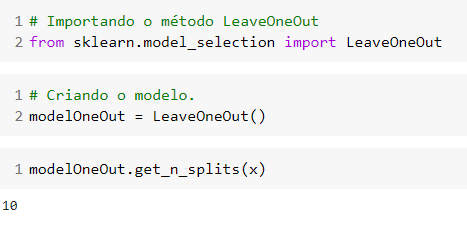 1 # Importando o método LeaveOneOut
2 from sklearn.model_selection import LeaveOneOut
1 # Criando o modelo.
2 modelOneOut = LeaveOneOut()
1 modelOneOut.get_n_splits(x)
10